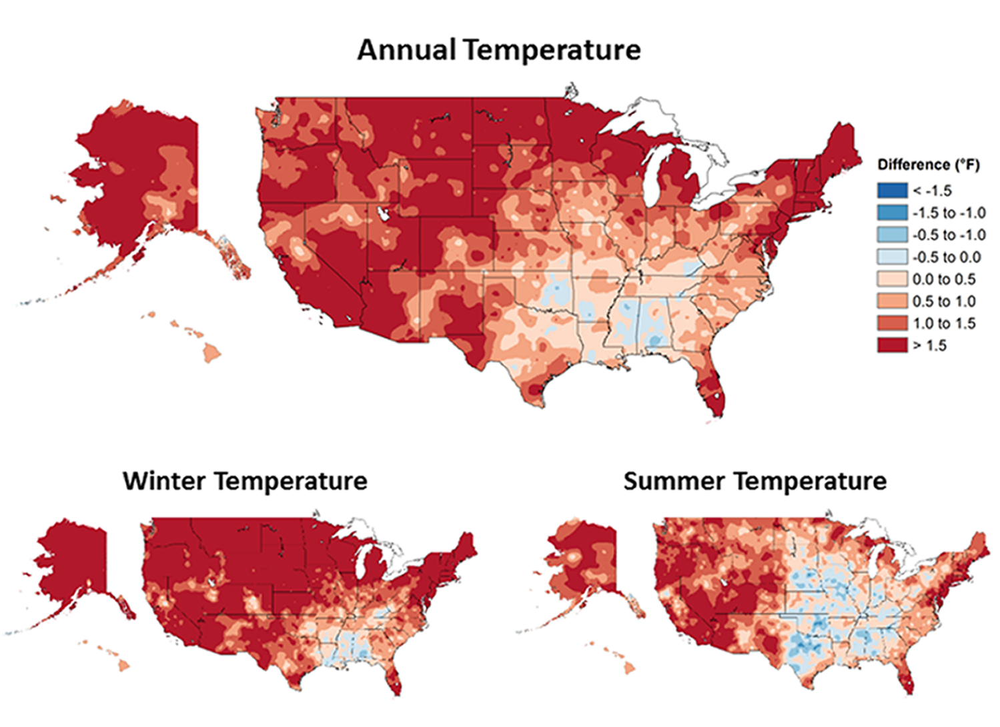 Annual Temperature
Difference (°F)
< -1.5
-1.5 to -1.0
-0.5 to -1.0
-0.5 to 0.0
0.0 to 0.5
0.5 to 1.0
1.0 to 1.5
> 1.5
Winter Temperature
Summer Temperature